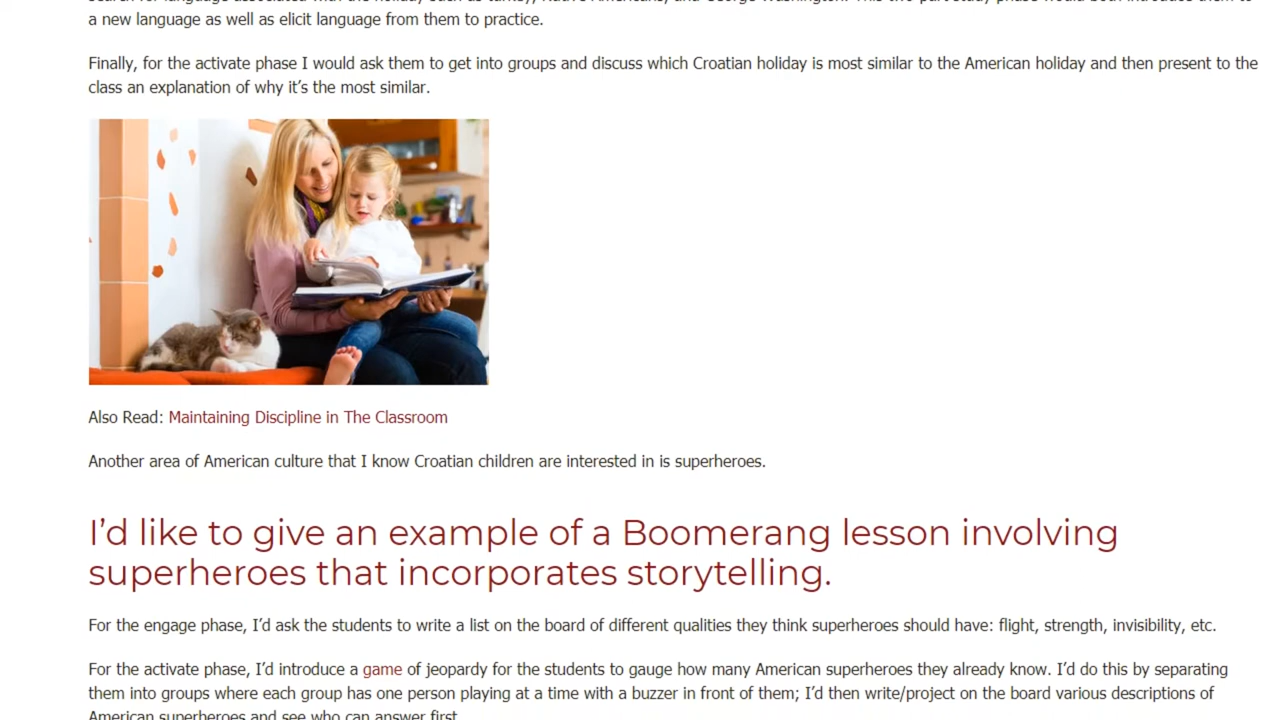 a new language as well as elicit language from them to practice.
Finally, for the activate phase I would ask them to get into groups and discuss which Croatian holiday is most similar to the American holiday and then present to the
class an explanation of why it’s the most similar.
Also Read: Maintaining Discipline in The Classroom
Another area of American culture that I know Croatian children are interested in is superheroes.
I’d like to give an example of a Boomerang lesson involving
superheroes that incorporates storytelling.
For the engage phase, I’d ask the students to write a list on the board of different qualities they think superheroes should have: flight, strength, invisibility, etc.
For the activate phase, I’d introduce a game of jeopardy for the students to gauge how many American superheroes they already know. I’d do this by separating
them into groups where each group has one person playing at a time with a buzzer in front of them; I’d then write/project on the board various descriptions of
American superheroes and see who can answer first.